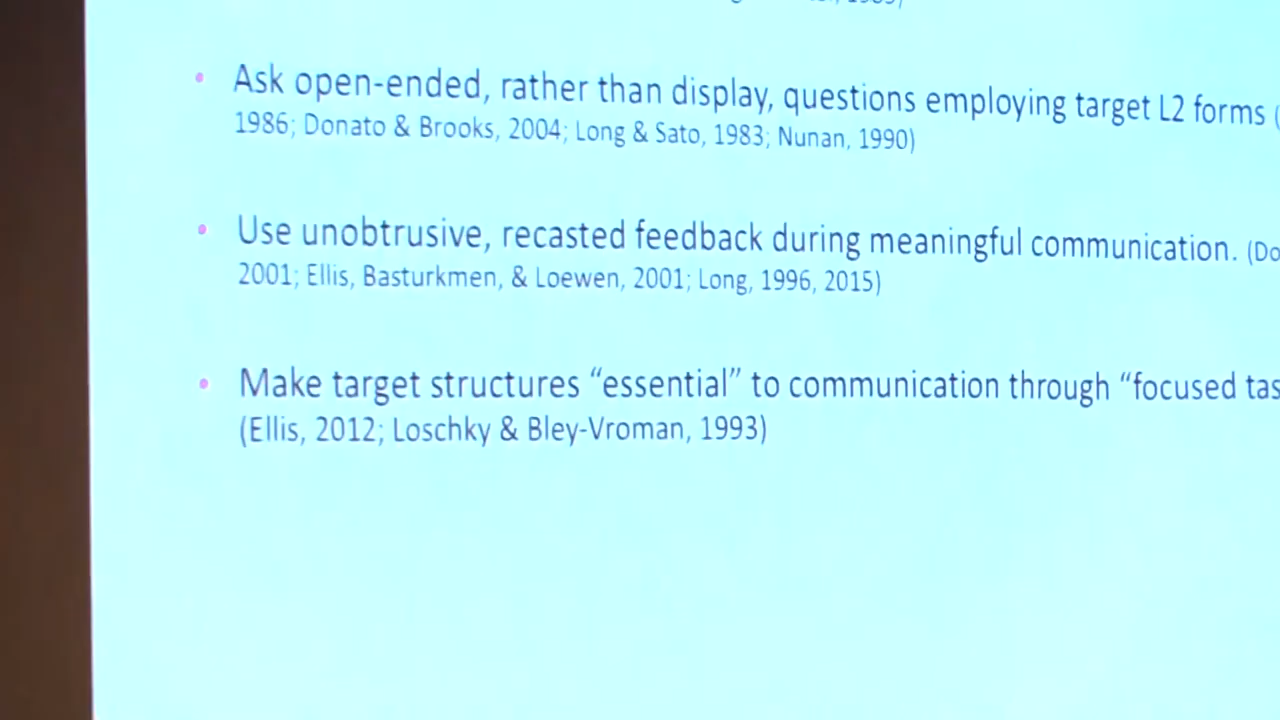 • Ask open-ended, rather than display, questions employing target L2 forms (
1986; Donato & Brooks, 2004; Long & Sato, 1983; Nunan, 1990)
• Use unobtrusive, recasted feedback during meaningful communication. (Do
2001; Ellis, Basturkmen, & Loewen, 2001; Long, 1996, 2015)
• Make target structures “essential” to communication through “focused tas
(Ellis, 2012; Loschky & Bley-Vroman, 1993)